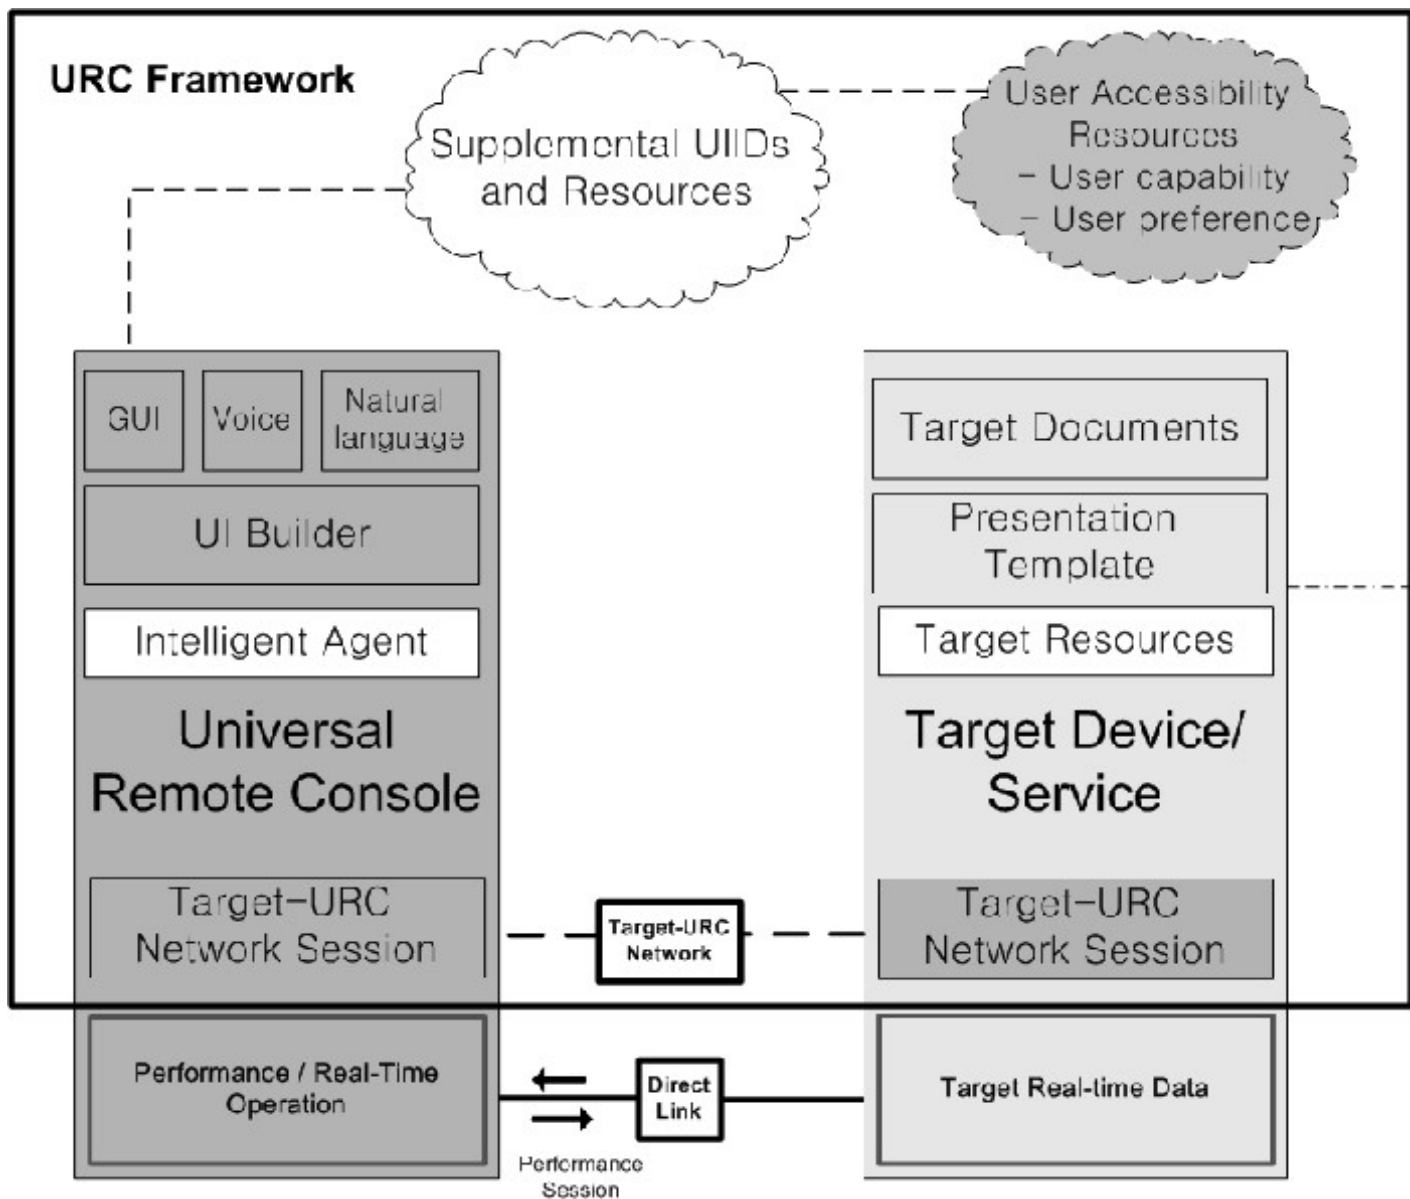 URC Framework
Supplemental UIIDs
and Resources
User Accessibility
Resources
- User capability
- User preference
GUI
Voice
Natural
language
UI Builder
Intelligent Agent
Universal
Remote Console
Target-URC
Network Session
Performance / Real-Time
Operation
Target-URC
Network
Direct
Link
Performance
Session
Target Documents
Presentation
Template
Target Resources
Target Device/
Service
Target-URC
Network Session
Target Real-time Data